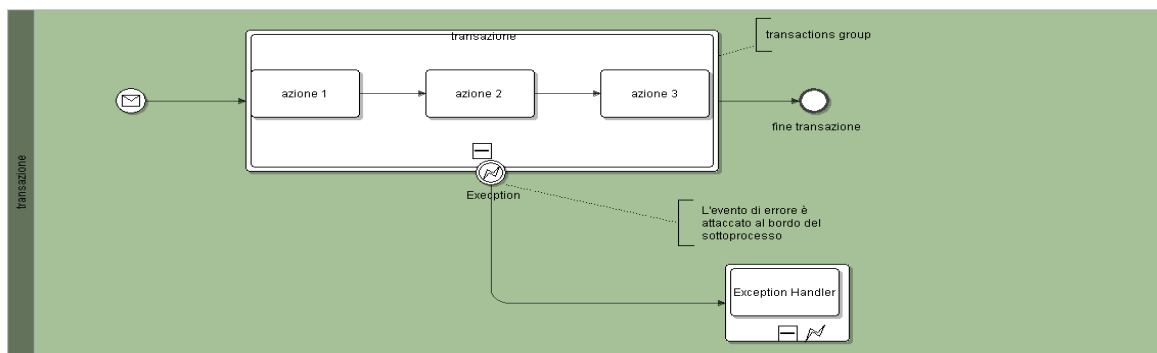 transazione
transazione
transactions group
azione 1
azione 2
azione 3
fine transazione
Execption
L'evento di errore è
attaccato al bordo del
sottoprocesso
Exception Handler